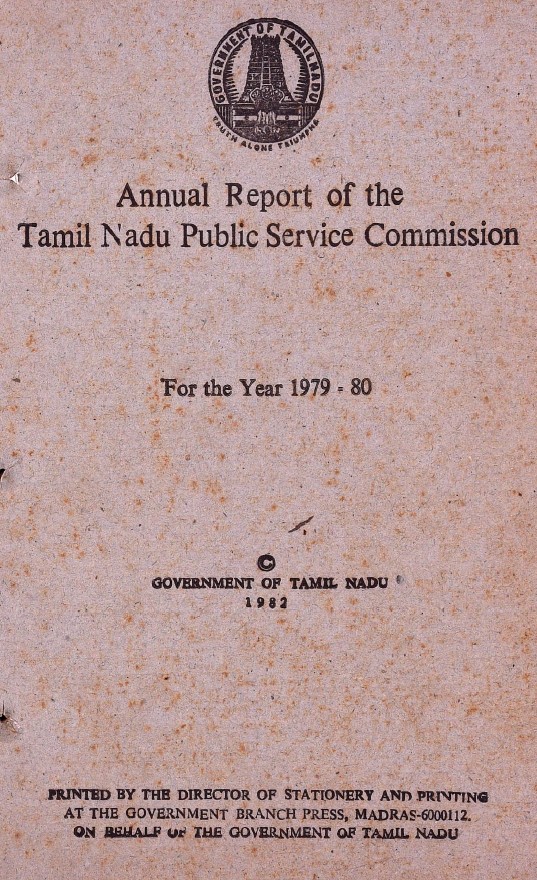 GOVERNMENT OF TAMILNADU
TRUTH ALONE TRIUMPHS
Annual Report of the
Tamil Nadu Public Service Commission
For the Year 1979 - 80
©
GOVERNMENT OF TAMIL NADU
1982
PRINTED BY THE DIRECTOR OF STATIONERY AND PRINTING
AT THE GOVERNMENT BRANCH PRESS, MADRAS-6000112.
ON BEHALF OF THE GOVERNMENT OF TAMIL NADU